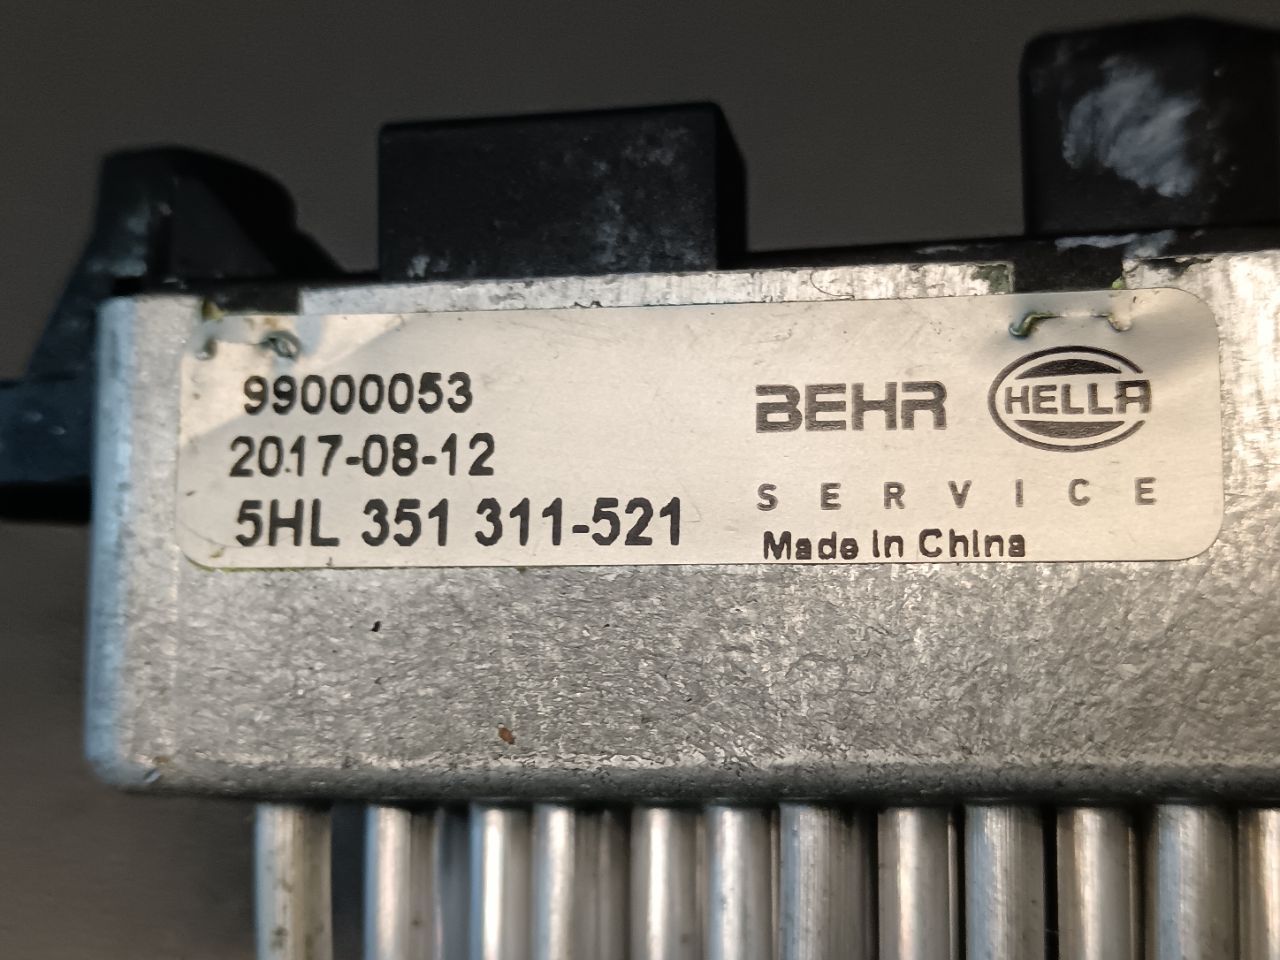 99000053
2017-08-12
5HL 351 311-521
BEHR HELLA
SERVICE
Made in China